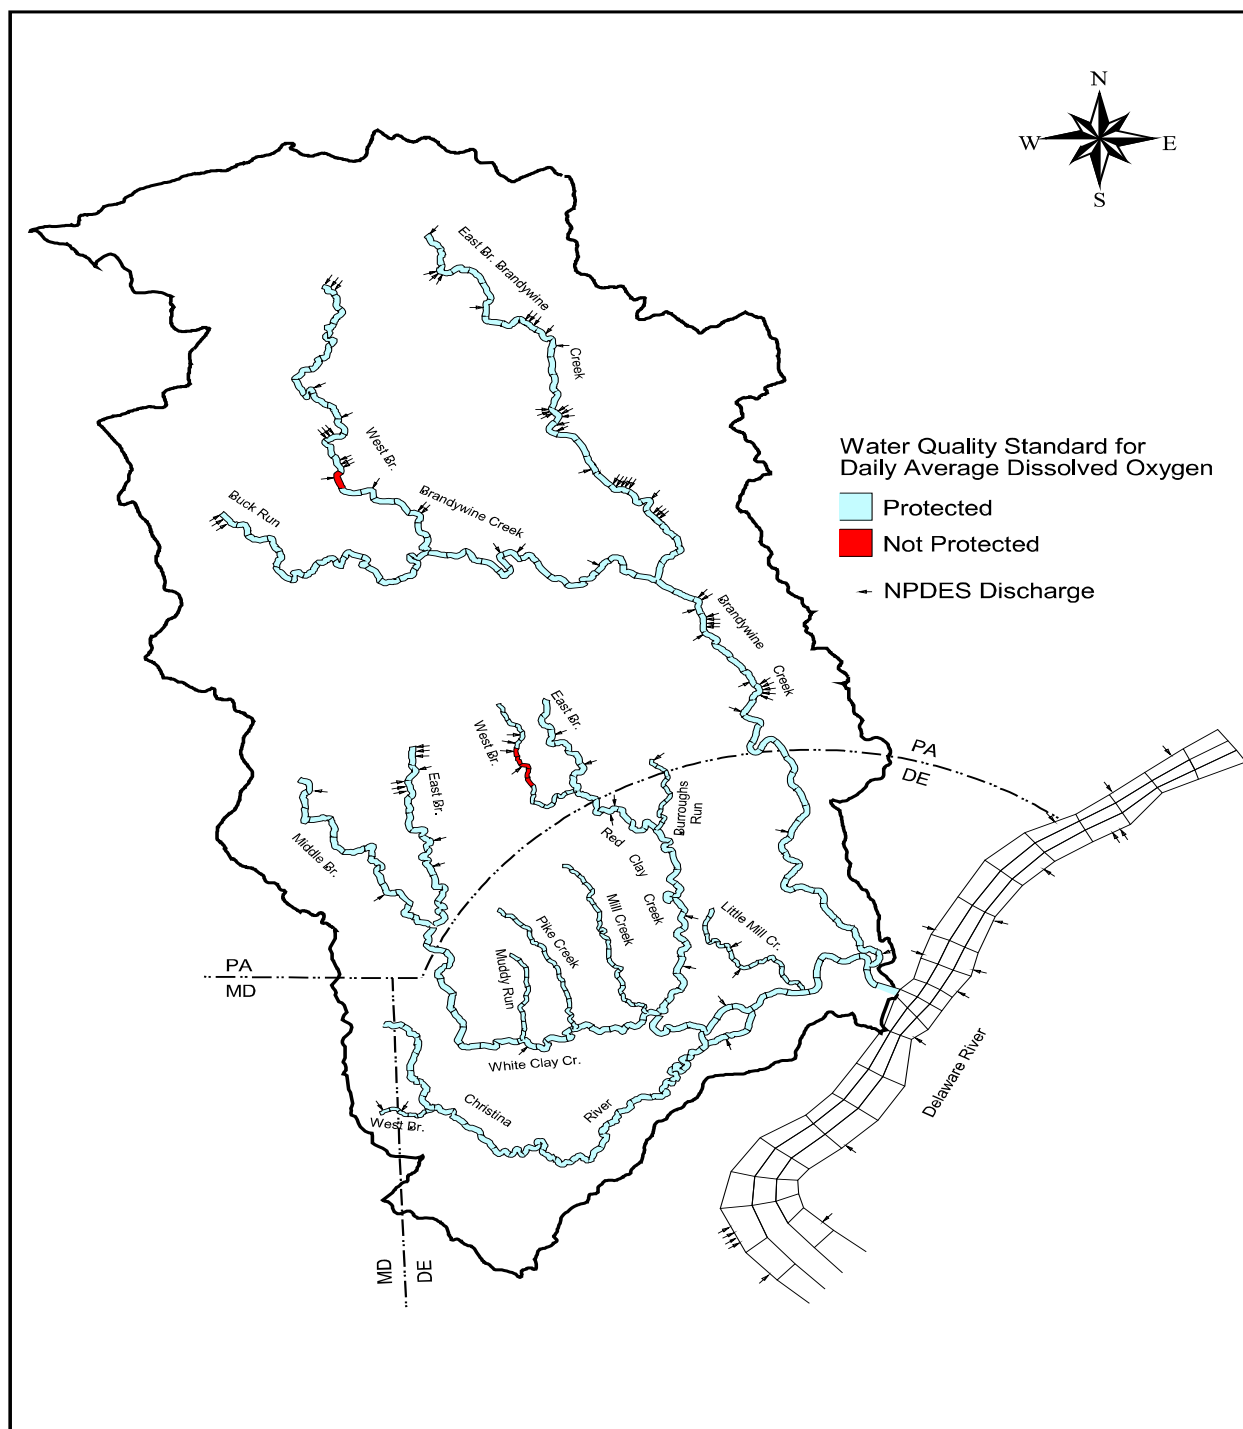 N
W
E
S
East Br. Brandywine
Creek
West Br.
Brandywine Creek
Buck Run
Water Quality Standard for
Daily Average Dissolved Oxygen
Protected
Not Protected
NPDES Discharge
Brandywine
Creek
West Br.
East Br.
East Br.
Middle Br.
Burroughs
Run
Red
Clay
Creek
PA
DE
Mill Creek
Pike Creek
Muddy Run
Little Mill Cr.
PA
MD
White Clay Cr.
Christina
River
West Br.
Delaware River
MD
DE